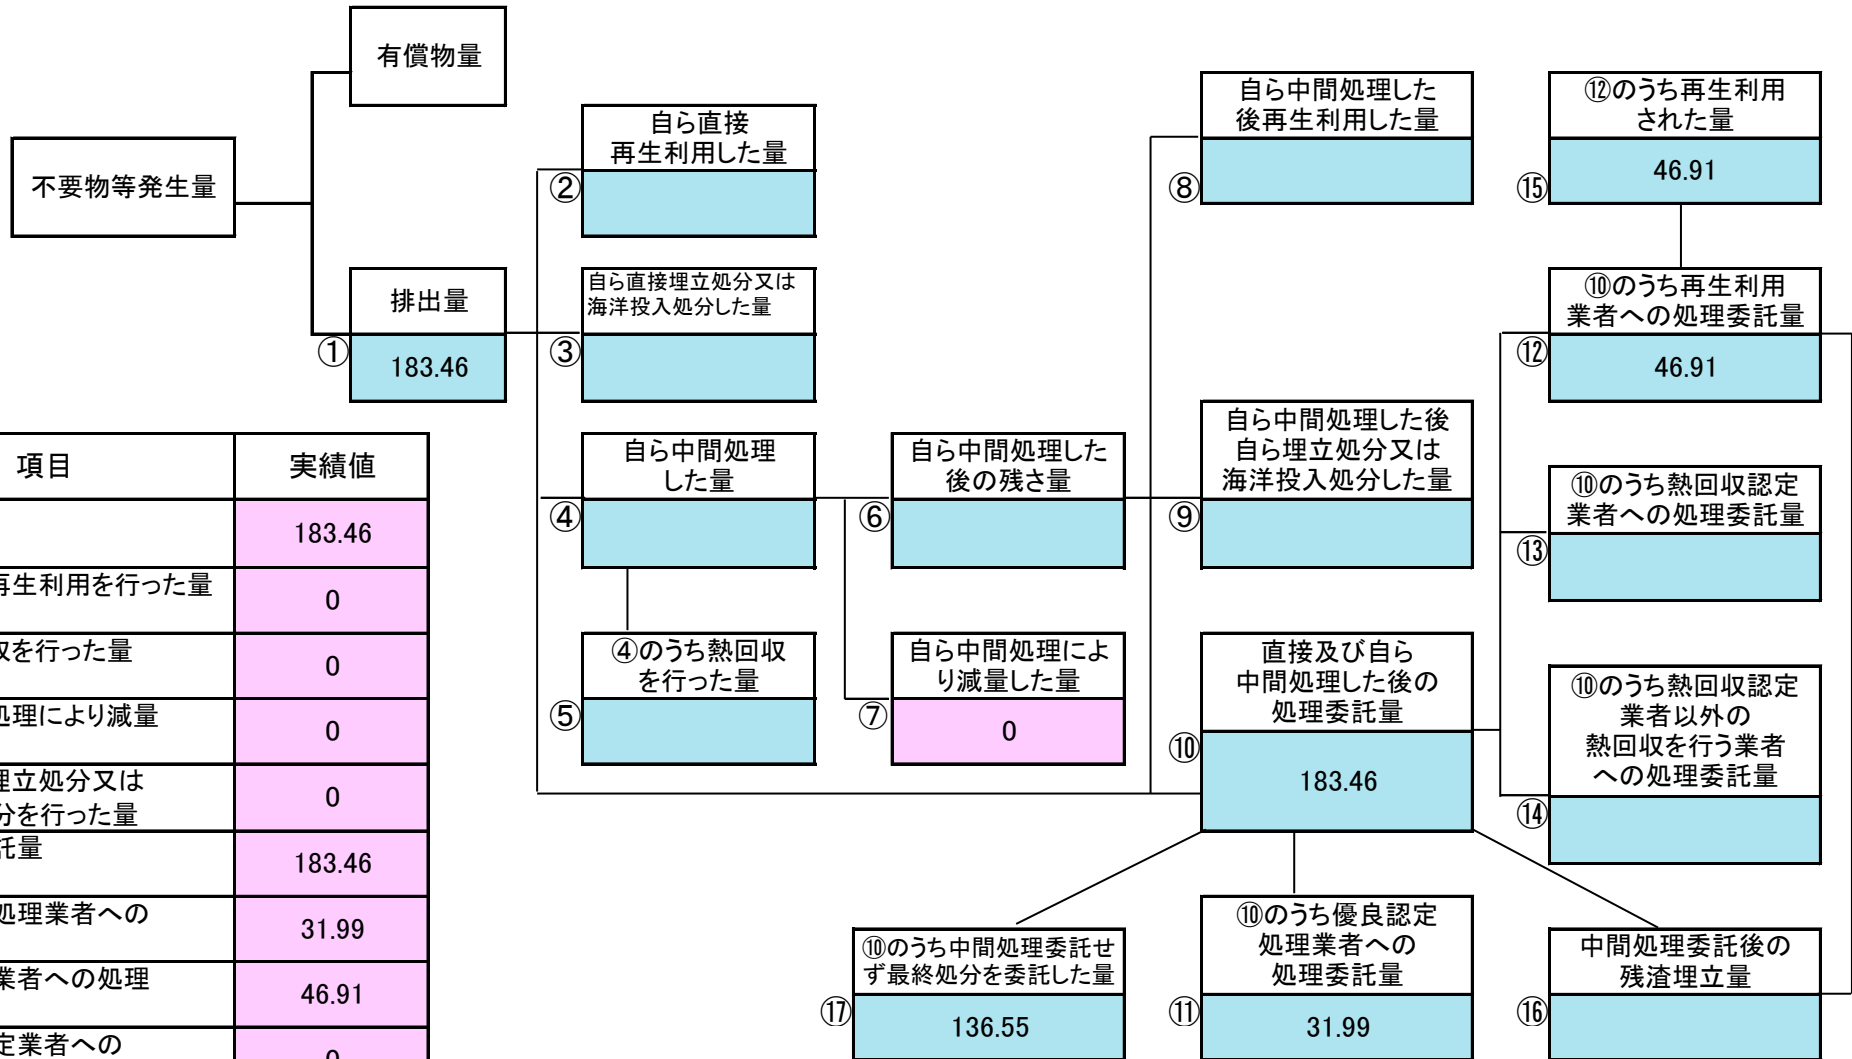 有償物量
不要物等発生量
排出量
①
183.46
自ら直接
再生利用した量
②
自ら直接埋立処分又は
海洋投入処分した量
③
自ら中間処理
した量
④
④のうち熱回収
を行った量
⑤
自ら中間処理した
後の残さ量
⑥
自ら中間処理によ
り減量した量
⑦
0
自ら中間処理した
後再生利用した量
⑧
自ら中間処理した後
自ら埋立処分又は
海洋投入処分した量
⑨
直接及び自ら
中間処理した後の
処理委託量
⑩
183.46
⑫のうち再生利用
された量
⑮
46.91
⑩のうち再生利用
業者への処理委託量
⑫
46.91
⑩のうち熱回収認定
業者への処理委託量
⑬
⑩のうち熱回収認定
業者以外の
熱回収を行う業者
への処理委託量
⑭
⑩のうち中間処理委託せ
ず最終処分を委託した量
⑰
136.55
⑩のうち優良認定
処理業者への
処理委託量
⑪
31.99
中間処理委託後の
残渣埋立量
⑯
項目
実績値
183.46
再生利用を行った量
0
を行った量
0
処理により減量
0
埋立処分又は
分を行った量
0
託量
183.46
処理業者への
31.99
業者への処理
46.91
定業者への